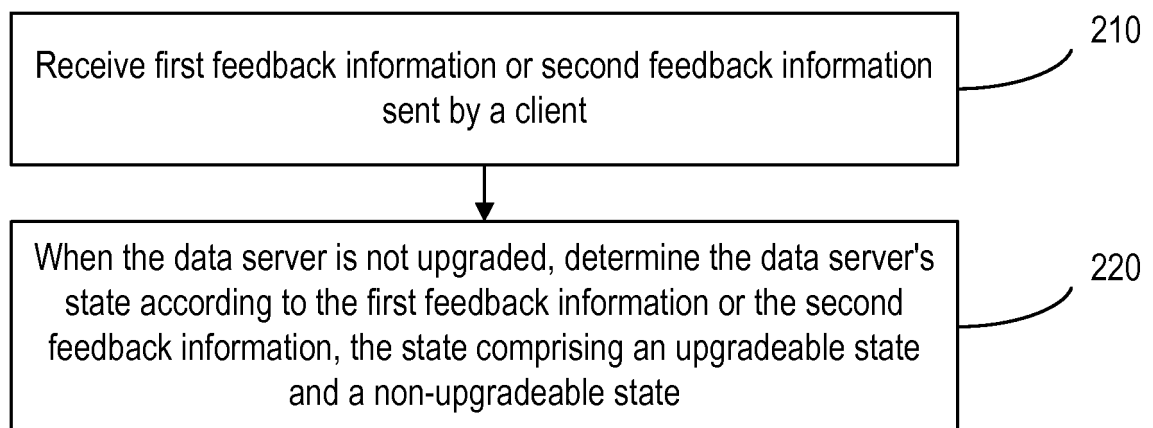 Receive first feedback information or second feedback information
sent by a client
210
When the data server is not upgraded, determine the data server's
state according to the first feedback information or the second
feedback information, the state comprising an upgradeable state
and a non-upgradeable state
220